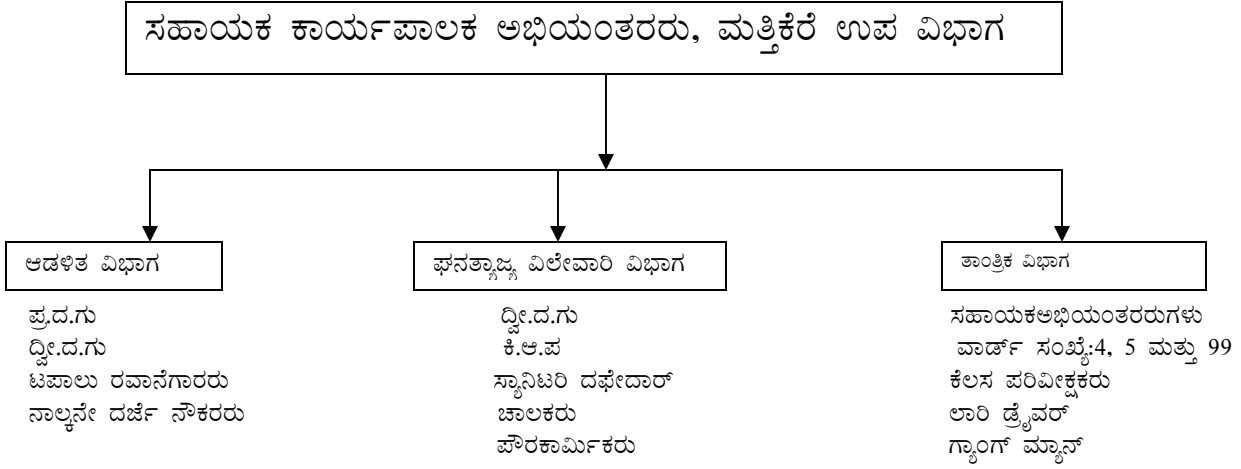 ಸಹಾಯಕ ಕಾರ್ಯಪಾಲಕ ಅಭಿಯಂತರರು, ಮತ್ತಿಕೆರೆ ಉಪ ವಿಭಾಗ
ಆಡಳಿತ ವಿಭಾಗ
ಪ್ರ.ದ.ಗು
ದ್ವೀ.ದ.ಗು
ಟಪಾಲು ರವಾನೆಗಾರರು
ನಾಲ್ಕನೇ ದರ್ಜೆ ನೌಕರರು
ಘನತ್ಯಾಜ್ಯ ವಿಲೇವಾರಿ ವಿಭಾಗ
ದ್ವೀ.ದ.ಗು
ಕಿ.ಆ.ಪ
ಸ್ಯಾನಿಟರಿ ದಫೇದಾರ್
ಚಾಲಕರು
ಪೌರಕಾರ್ಮಿಕರು
ತಾಂತ್ರಿಕ ವಿಭಾಗ
ಸಹಾಯಕಅಭಿಯಂತರರುಗಳು
ವಾರ್ಡ್ ಸಂಖ್ಯೆ:4, 5 ಮತ್ತು 99
ಕೆಲಸ ಪರಿವೀಕ್ಷಕರು
ಲಾರಿ ಡ್ರೈವರ್
ಗ್ಯಾಂಗ್ ಮ್ಯಾನ್